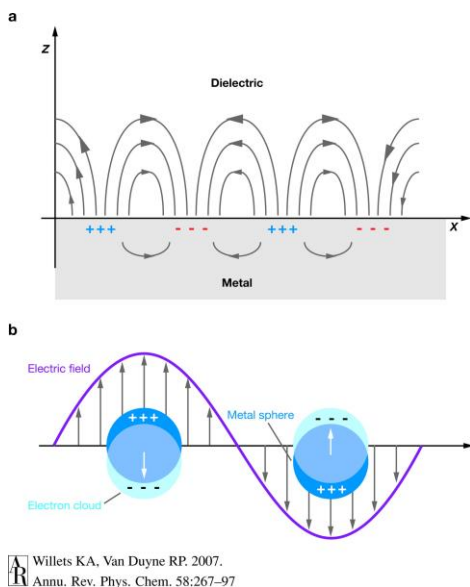 a
z
Dielectric
+++
- - -
+++
- - -
x
Metal
b
Electric field
+++
Metal sphere
- - -
- - -
Electron cloud
+++
AR Willets KA, Van Duyne RP. 2007.
Annu. Rev. Phys. Chem. 58:267–97